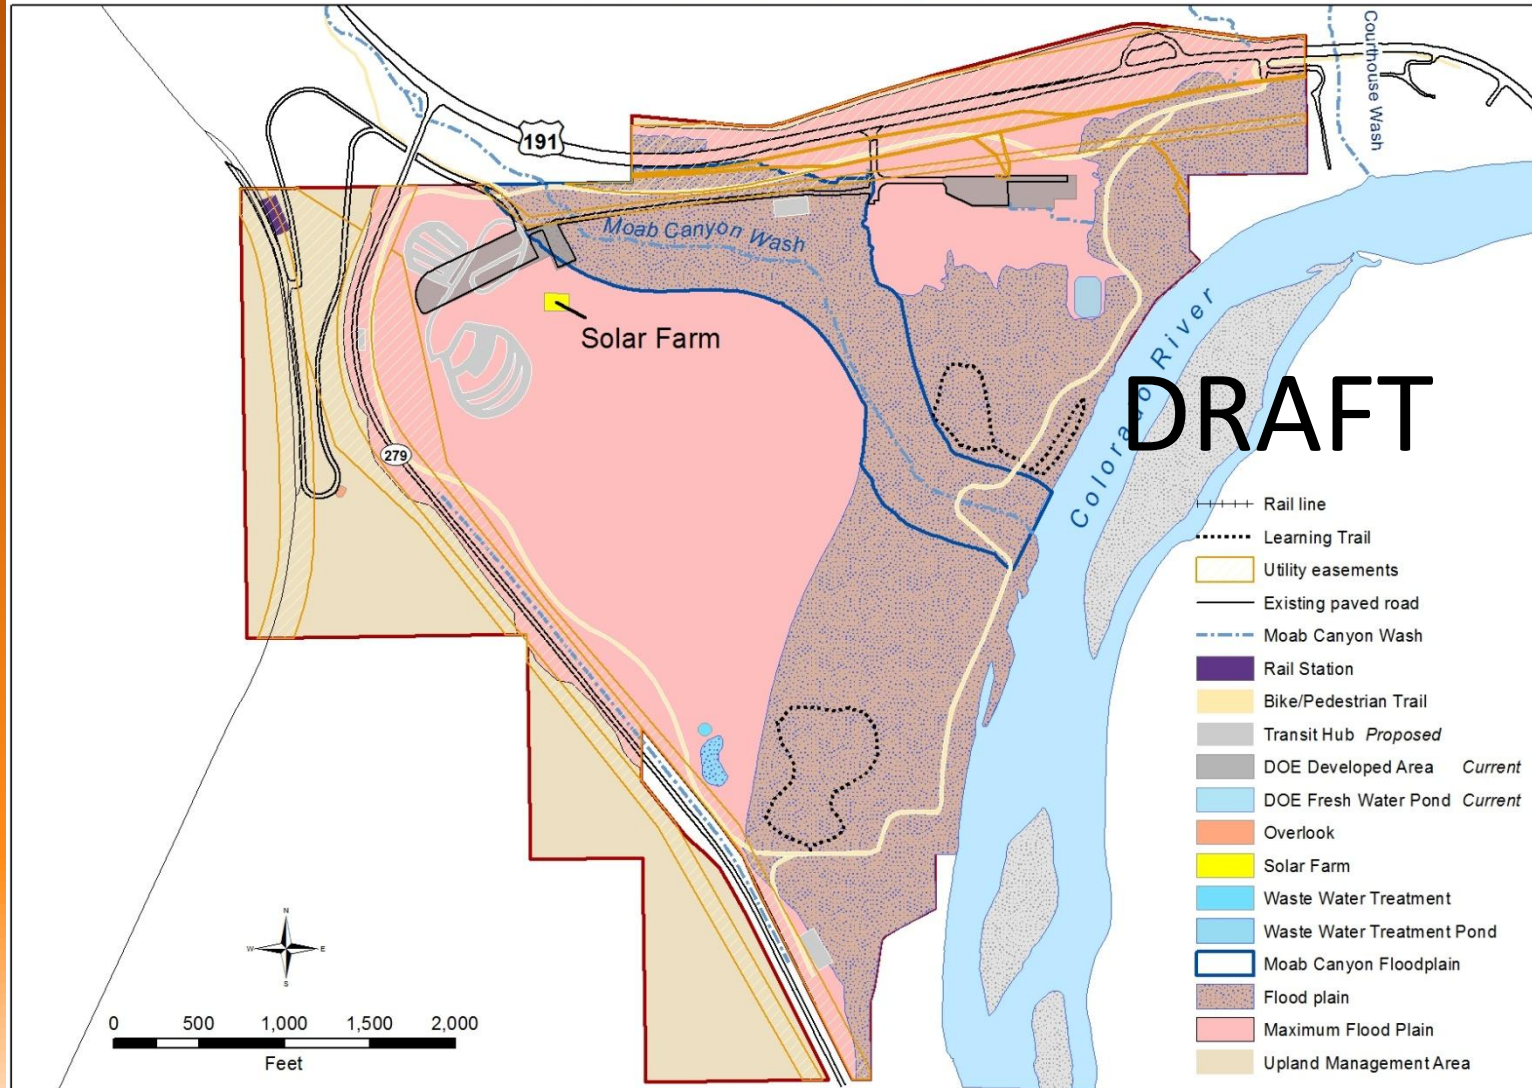 Courthouse Wash
191
Moab Canyon Wash
Solar Farm
Colorado River
DRAFT
279
Rail line
Learning Trail
Utility easements
Existing paved road
Moab Canyon Wash
Rail Station
Bike/Pedestrian Trail
Transit Hub Proposed
DOE Developed Area Current
DOE Fresh Water Pond Current
Overlook
Solar Farm
Waste Water Treatment
Waste Water Treatment Pond
Moab Canyon Floodplain
Flood plain
Maximum Flood Plain
Upland Management Area
N
W E
S
0 500 1,000 1,500 2,000
Feet